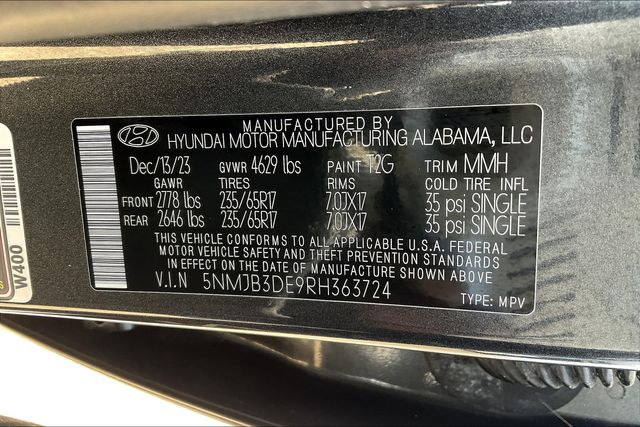 MANUFACTURED BY
HYUNDAI MOTOR MANUFACTURING ALABAMA, LLC
Dec/13/23 GVWR 4629 lbs PAINT T2G TRIM MMH
GAWR TIRES RIMS COLD TIRE INFL
FRONT 2778 lbs 235/65R17 7.0JX17 35 psi SINGLE
REAR 2646 lbs 235/65R17 7.0JX17 35 psi SINGLE
THIS VEHICLE CONFORMS TO ALL APPLICABLE U.S.A. FEDERAL
MOTOR VEHICLE SAFETY AND THEFT PREVENTION STANDARDS
IN EFFECT ON THE DATE OF MANUFACTURE SHOWN ABOVE
V.I.N 5NMJB3DE9RH363724
TYPE: MPV
W400